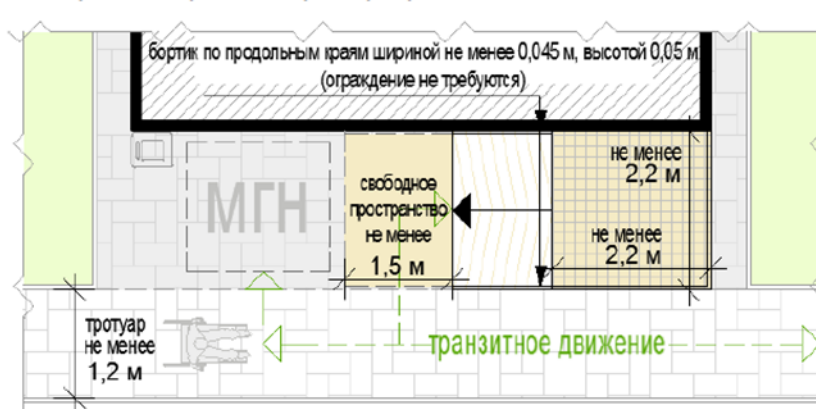 бортик по продольным краям шириной не менее 0,045 м, высотой 0,05 м
(ограждение не требуются)
не менее
2,2 м
МГН
свободное
пространство
не менее
1,5 м
не менее
2,2 м
тротуар
не менее
1,2 м
транзитное движение